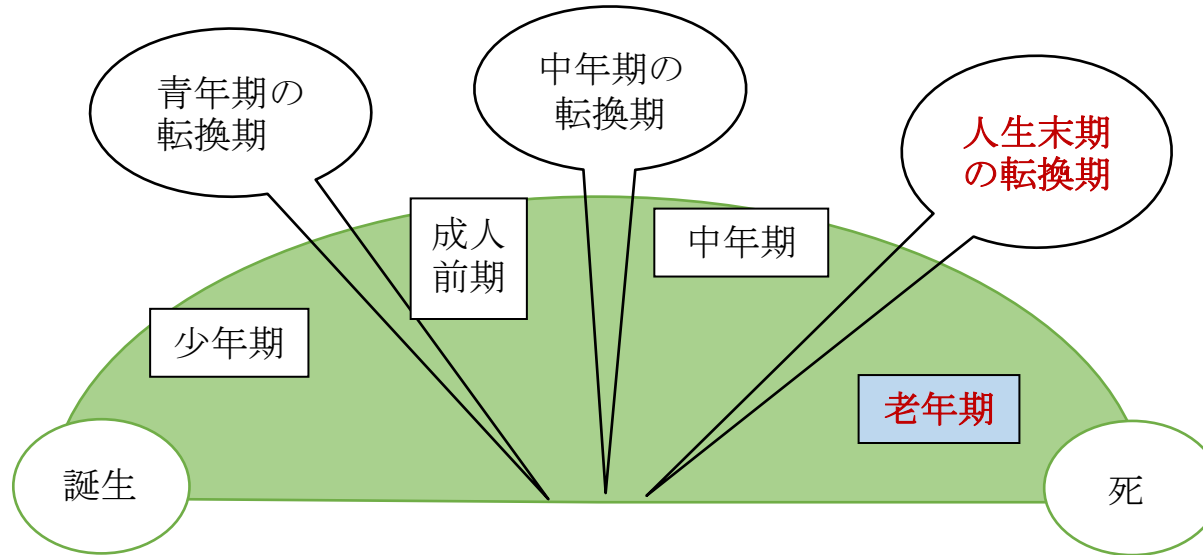 青年期の
転換期
中年期の
転換期
人生末期
の転換期
成人
前期
中年期
少年期
老年期
誕生
死